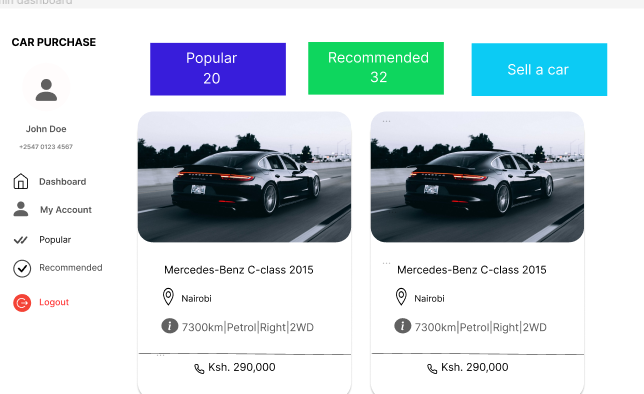 dashboard
CAR PURCHASE
John Doe
+2547 0123 4567
Dashboard
My Account
Popular
Recommended
Logout
Popular
20
Recommended
32
Sell a car
Mercedes-Benz C-class 2015
Nairobi
7300km|Petrol|Right|2WD
Ksh. 290,000
...
...
Mercedes-Benz C-class 2015
Nairobi
7300km|Petrol|Right|2WD
...
Ksh. 290,000